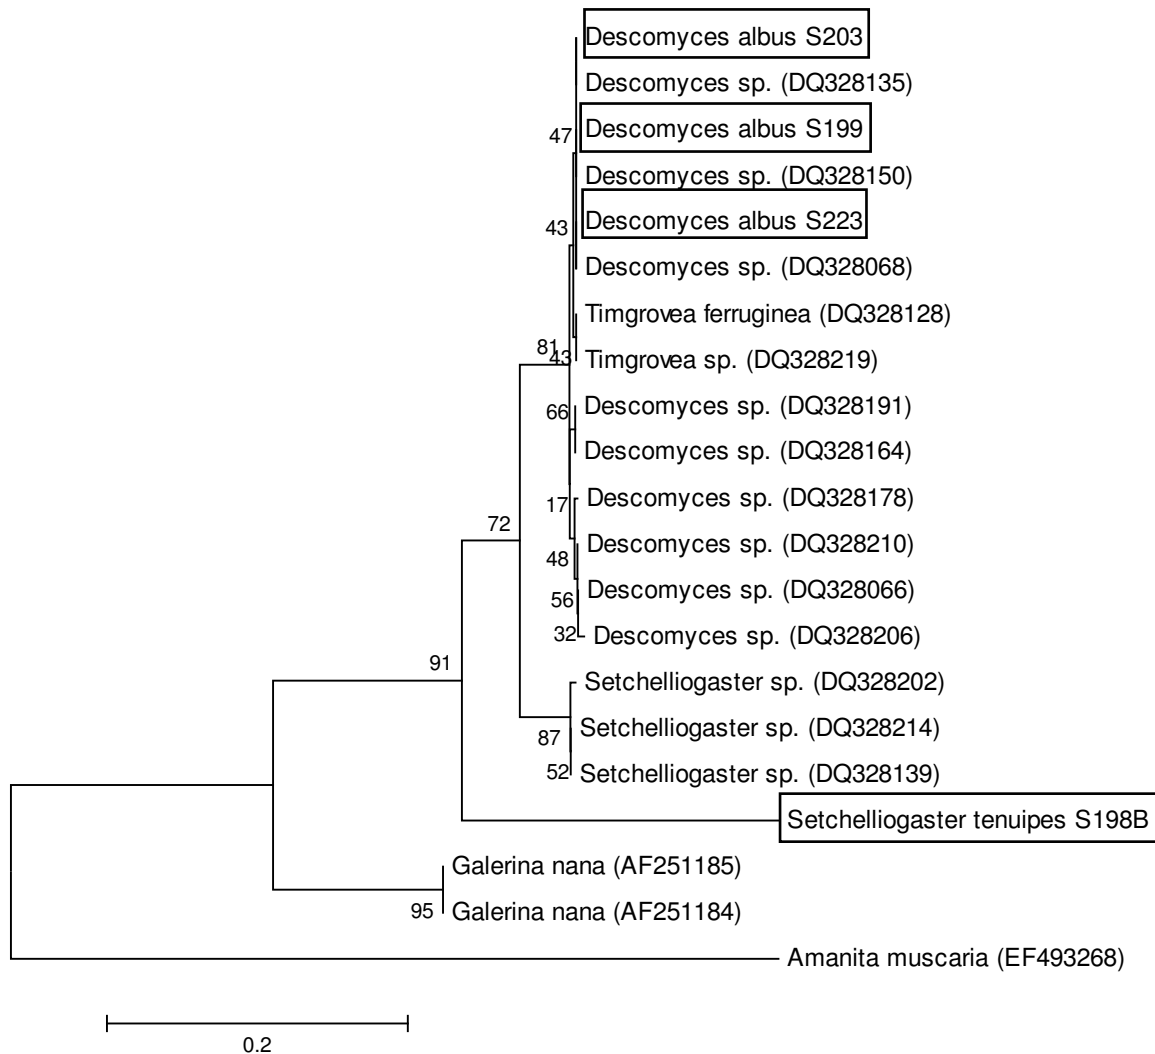 Descomyces albus S203
Descomyces sp. (DQ328135)
47
Descomyces albus S199
Descomyces sp. (DQ328150)
43
Descomyces albus S223
Descomyces sp. (DQ328068)
Timgrovea ferruginea (DQ328128)
81
43
Timgrovea sp. (DQ328219)
66
Descomyces sp. (DQ328191)
Descomyces sp. (DQ328164)
17
Descomyces sp. (DQ328178)
72
Descomyces sp. (DQ328210)
48
Descomyces sp. (DQ328066)
56
32
Descomyces sp. (DQ328206)
91
Setchelliogaster sp. (DQ328202)
Setchelliogaster sp. (DQ328214)
87
52
Setchelliogaster sp. (DQ328139)
Setchelliogaster tenuipes S198B
Galerina nana (AF251185)
95
Galerina nana (AF251184)
Amanita muscaria (EF493268)
0.2